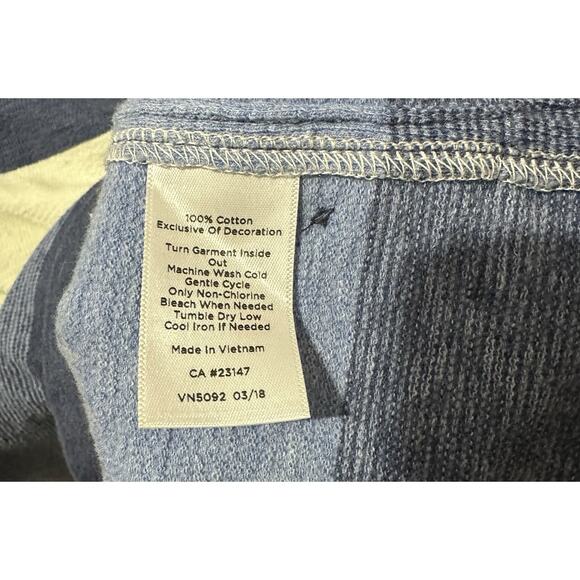 100% Cotton
Exclusive Of Decoration
Turn Garment Inside
Out
Machine Wash Cold
Gentle Cycle
Only Non-Chlorine
Bleach When Needed
Tumble Dry Low
Cool Iron If Needed
Made In Vietnam
CA #23147
VN5092 03/18